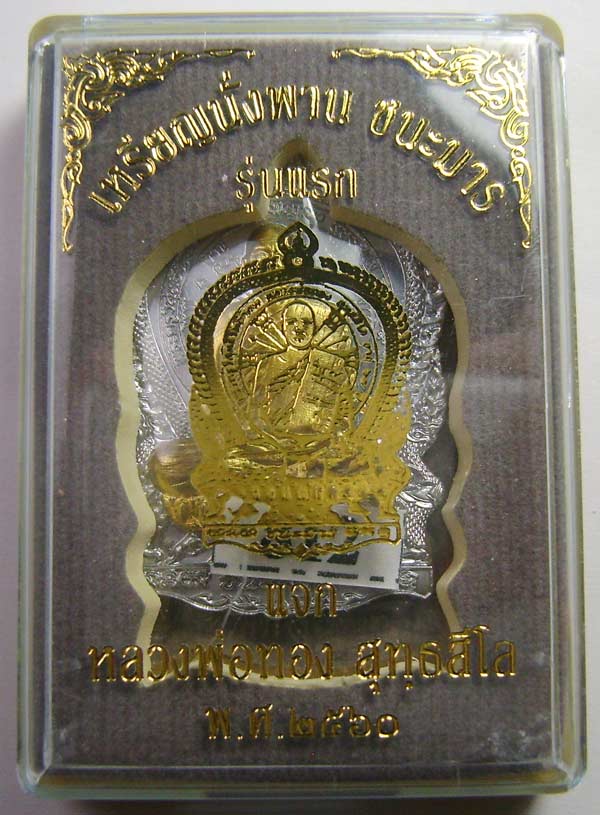 เหรียญนั่งพาน ชนะมาร
รุ่นแรก
แจก
หลวงพ่อทอง สุทฺธสีโล
พ.ศ.๒๕๖๐